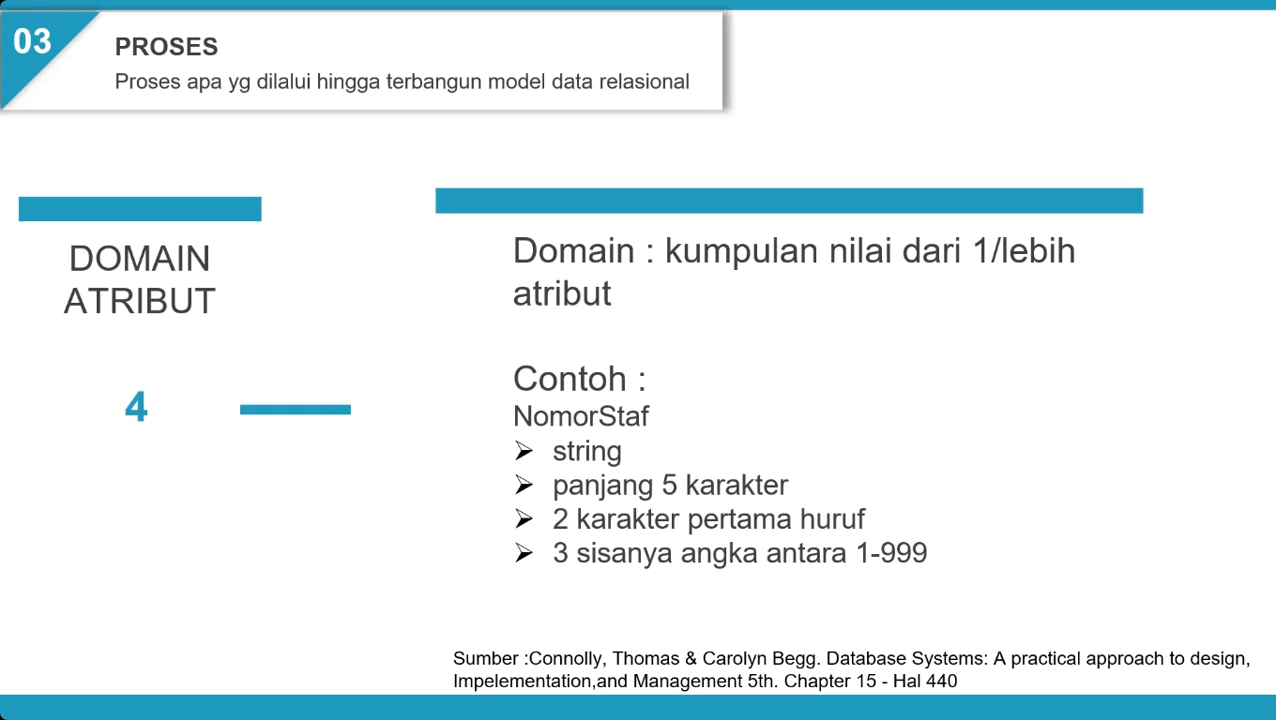 03
PROSES
Proses apa yg dilalui hingga terbangun model data relasional
DOMAIN
ATRIBUT
4
Domain : kumpulan nilai dari 1/lebih
atribut
Contoh :
NomorStaf
➢ string
➢ panjang 5 karakter
➢ 2 karakter pertama huruf
➢ 3 sisanya angka antara 1-999
Sumber :Connolly, Thomas & Carolyn Begg. Database Systems: A practical approach to design,
Impelementation,and Management 5th. Chapter 15 - Hal 440